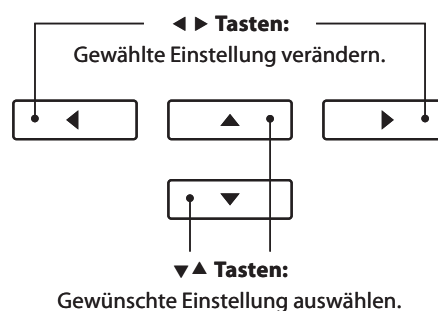 ◀ ▶ Tasten:
Gewählte Einstellung verändern.
◀ ▲ ▶
▼
▼▲ Tasten:
Gewünschte Einstellung auswählen.